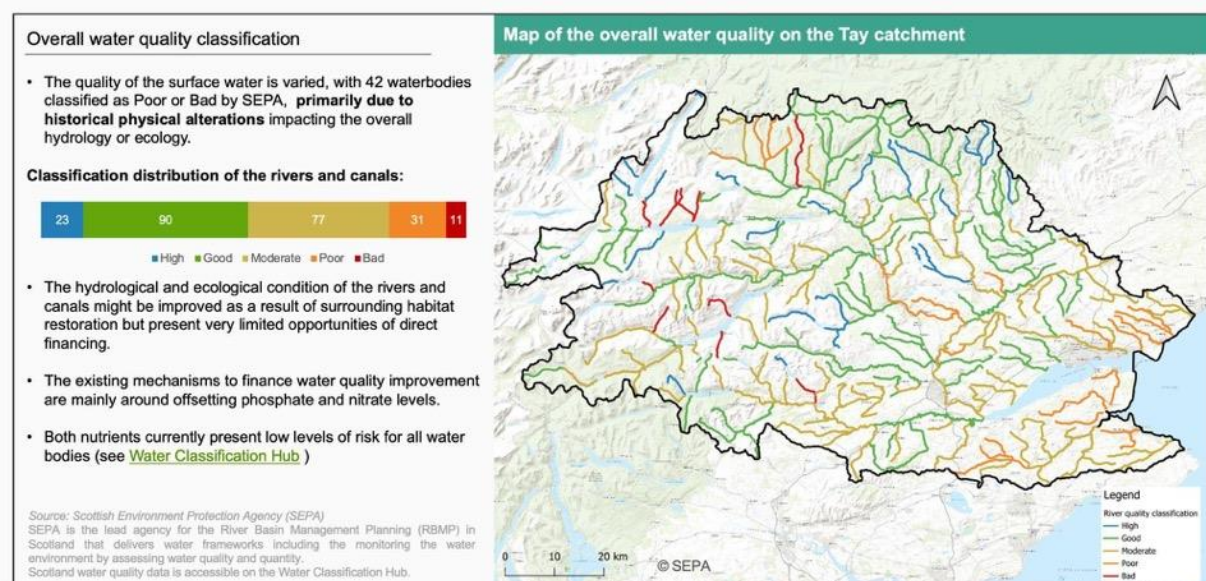 Overall water quality classification
• The quality of the surface water is varied, with 42 waterbodies
classified as Poor or Bad by SEPA, primarily due to
historical physical alterations impacting the overall
hydrology or ecology.
Classification distribution of the rivers and canals:
23 90 77 31 11
High Good Moderate Poor Bad
• The hydrological and ecological condition of the rivers and
canals might be improved as a result of surrounding habitat
restoration but present very limited opportunities of direct
financing.
• The existing mechanisms to finance water quality improvement
are mainly around offsetting phosphate and nitrate levels.
• Both nutrients currently present low levels of risk for all water
bodies (see Water Classification Hub )
Source: Scottish Environment Protection Agency (SEPA)
SEPA is the lead agency for the River Basin Management Planning (RBMP) in
Scotland that delivers water frameworks including the monitoring the water
environment by assessing water quality and quantity.
Scotland water quality data is accessible on the Water Classification Hub.
Map of the overall water quality on the Tay catchment
0 10 20 km
© SEPA
Legend
River quality classification
High
Good
Moderate
Poor
Bad